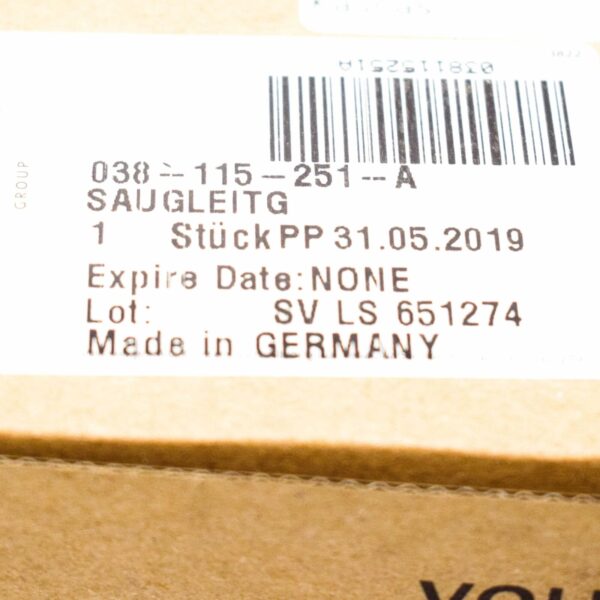 038115251A
038-115-251-A
SAUGLEITG
1 Stück PP 31.05.2019
Expire Date: NONE
Lot: SV LS 651274
Made in GERMANY
GROUP
YOU